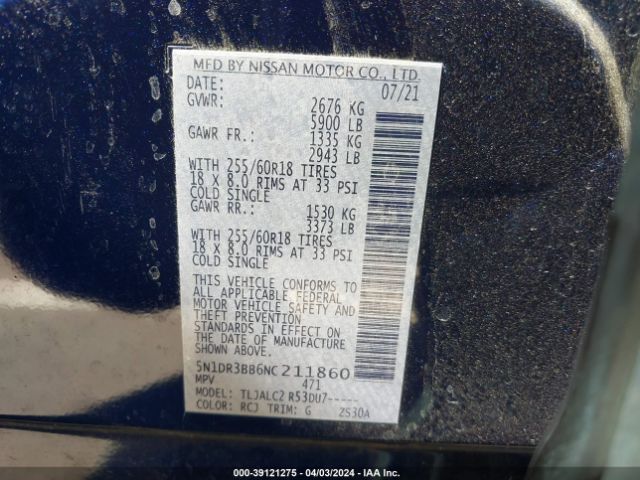 MFD BY NISSAN MOTOR CO., LTD.
DATE: 07/21
GVWR: 2676 KG
5900 LB
GAWR FR.: 1335 KG
2943 LB
WITH 255/60R18 TIRES
18 X 8.0 RIMS AT 33 PSI
COLD SINGLE
GAWR RR.: 1530 KG
3373 LB
WITH 255/60R18 TIRES
18 X 8.0 RIMS AT 33 PSI
COLD SINGLE
THIS VEHICLE CONFORMS TO
ALL APPLICABLE FEDERAL
MOTOR VEHICLE SAFETY AND
THEFT PREVENTION
STANDARDS IN EFFECT ON
THE DATE OF MANUFACTURE
SHOWN ABOVE.
5N1DR3BB6NC211860
MPV 471
MODEL: TLJALC2 R53DU7-----
COLOR: RCJ TRIM: G 2S30A
000-39121275 - 04/03/2024 - IAA Inc.